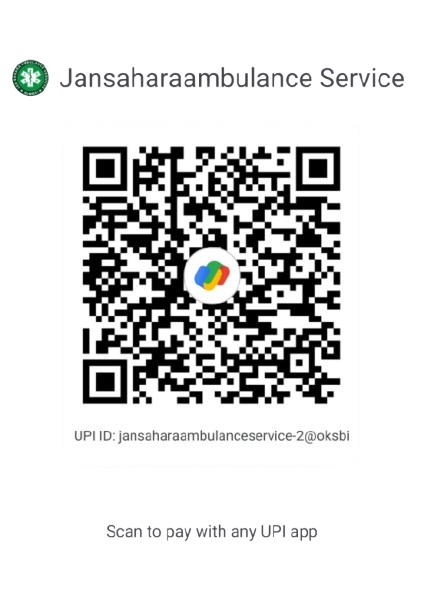 Jansaharaambulance Service
UPI ID: jansaharaambulanceservice-2@oksbi
Scan to pay with any UPI app